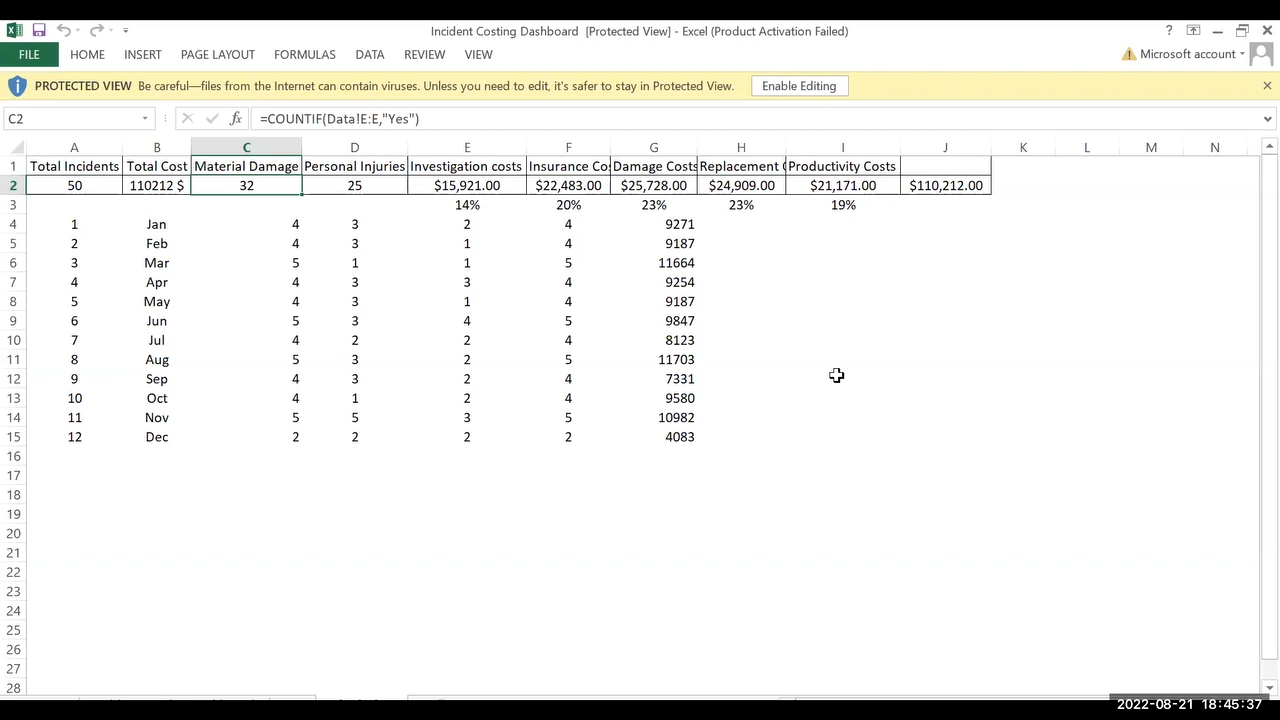 Incident Costing Dashboard [Protected View] - Excel (Product Activation Failed)
FILE HOME INSERT PAGE LAYOUT FORMULAS DATA REVIEW VIEW Microsoft account
PROTECTED VIEW Be careful—files from the Internet can contain viruses. Unless you need to edit, it's safer to stay in Protected View. Enable Editing
C2 fx =COUNTIF(Data!E:E,"Yes")
A B C D E F G H I J K L M N
1 Total Incidents Total Cost Material Damage Personal Injuries Investigation costs Insurance Cos Damage Costs Replacement C Productivity Costs
2 50 110212 $ 32 25 $15,921.00 $22,483.00 $25,728.00 $24,909.00 $21,171.00 $110,212.00
3 14% 20% 23% 23% 19%
4 1 Jan 4 3 2 4 9271
5 2 Feb 4 3 1 4 9187
6 3 Mar 5 1 1 5 11664
7 4 Apr 4 3 3 4 9254
8 5 May 4 3 1 4 9187
9 6 Jun 5 3 4 5 9847
10 7 Jul 4 2 2 4 8123
11 8 Aug 5 3 2 5 11703
12 9 Sep 4 3 2 4 7331
13 10 Oct 4 1 2 4 9580
14 11 Nov 5 5 3 5 10982
15 12 Dec 2 2 2 2 4083
16
17
18
19
20
21
22
23
24
25
26
27
28
2022-08-21 18:45:37